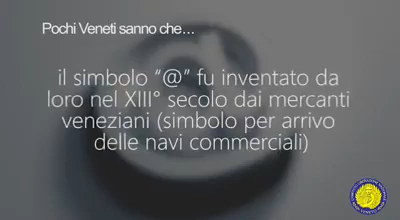 Pochi Veneti sanno che...
il simbolo “@” fu inventato da
loro nel XIII° secolo dai mercanti
veneziani (simbolo per arrivo
delle navi commerciali)